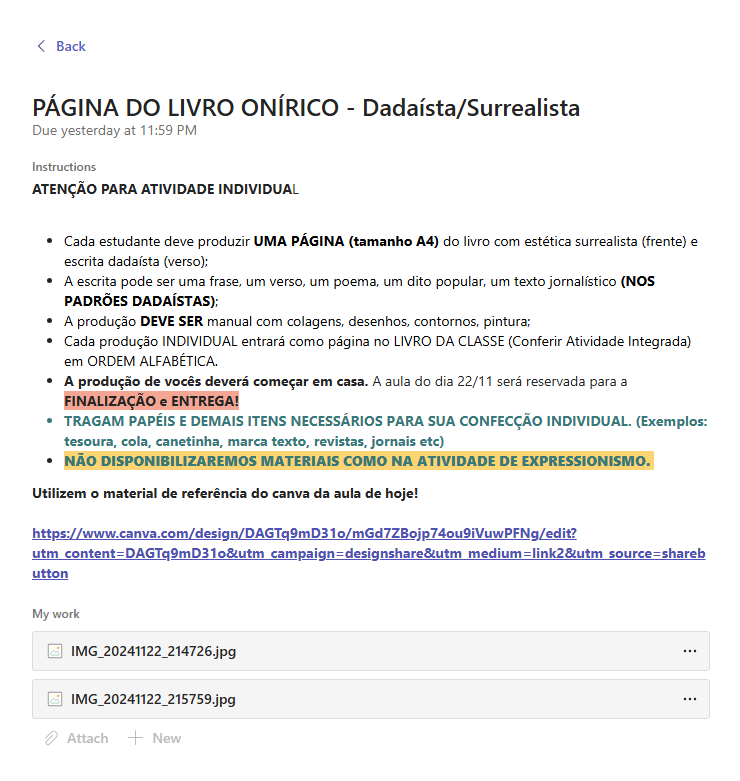 Back
PÁGINA DO LIVRO ONÍRICO - Dadaísta/Surrealista
Due yesterday at 11:59 PM
Instructions
ATENÇÃO PARA ATIVIDADE INDIVIDUAL
• Cada estudante deve produzir UMA PÁGINA (tamanho A4) do livro com estética surrealista (frente) e
escrita dadaísta (verso);
• A escrita pode ser uma frase, um verso, um poema, um dito popular, um texto jornalístico (NOS
PADRÕES DADAÍSTAS);
• A produção DEVE SER manual com colagens, desenhos, contornos, pintura;
• Cada produção INDIVIDUAL entrará como página no LIVRO DA CLASSE (Conferir Atividade Integrada)
em ORDEM ALFABÉTICA.
• A produção de vocês deverá começar em casa. A aula do dia 22/11 será reservada para a
FINALIZAÇÃO e ENTREGA!
• TRAGAM PAPÉIS E DEMAIS ITENS NECESSÁRIOS PARA SUA CONFECÇÃO INDIVIDUAL. (Exemplos:
tesoura, cola, canetinha, marca texto, revistas, jornais etc)
• NÃO DISPONIBILIZAREMOS MATERIAIS COMO NA ATIVIDADE DE EXPRESSIONISMO.
Utilizem o material de referência do canva da aula de hoje!
https://www.canva.com/design/DAGTq9mD31o/mGd7ZBojp74ou9iVuwPFNg/edit?
utm_content=DAGTq9mD31o&utm_campaign=designshare&utm_medium=link2&utm_source=shareb
utton
My work
IMG_20241122_214726.jpg
IMG_20241122_215759.jpg
Attach New